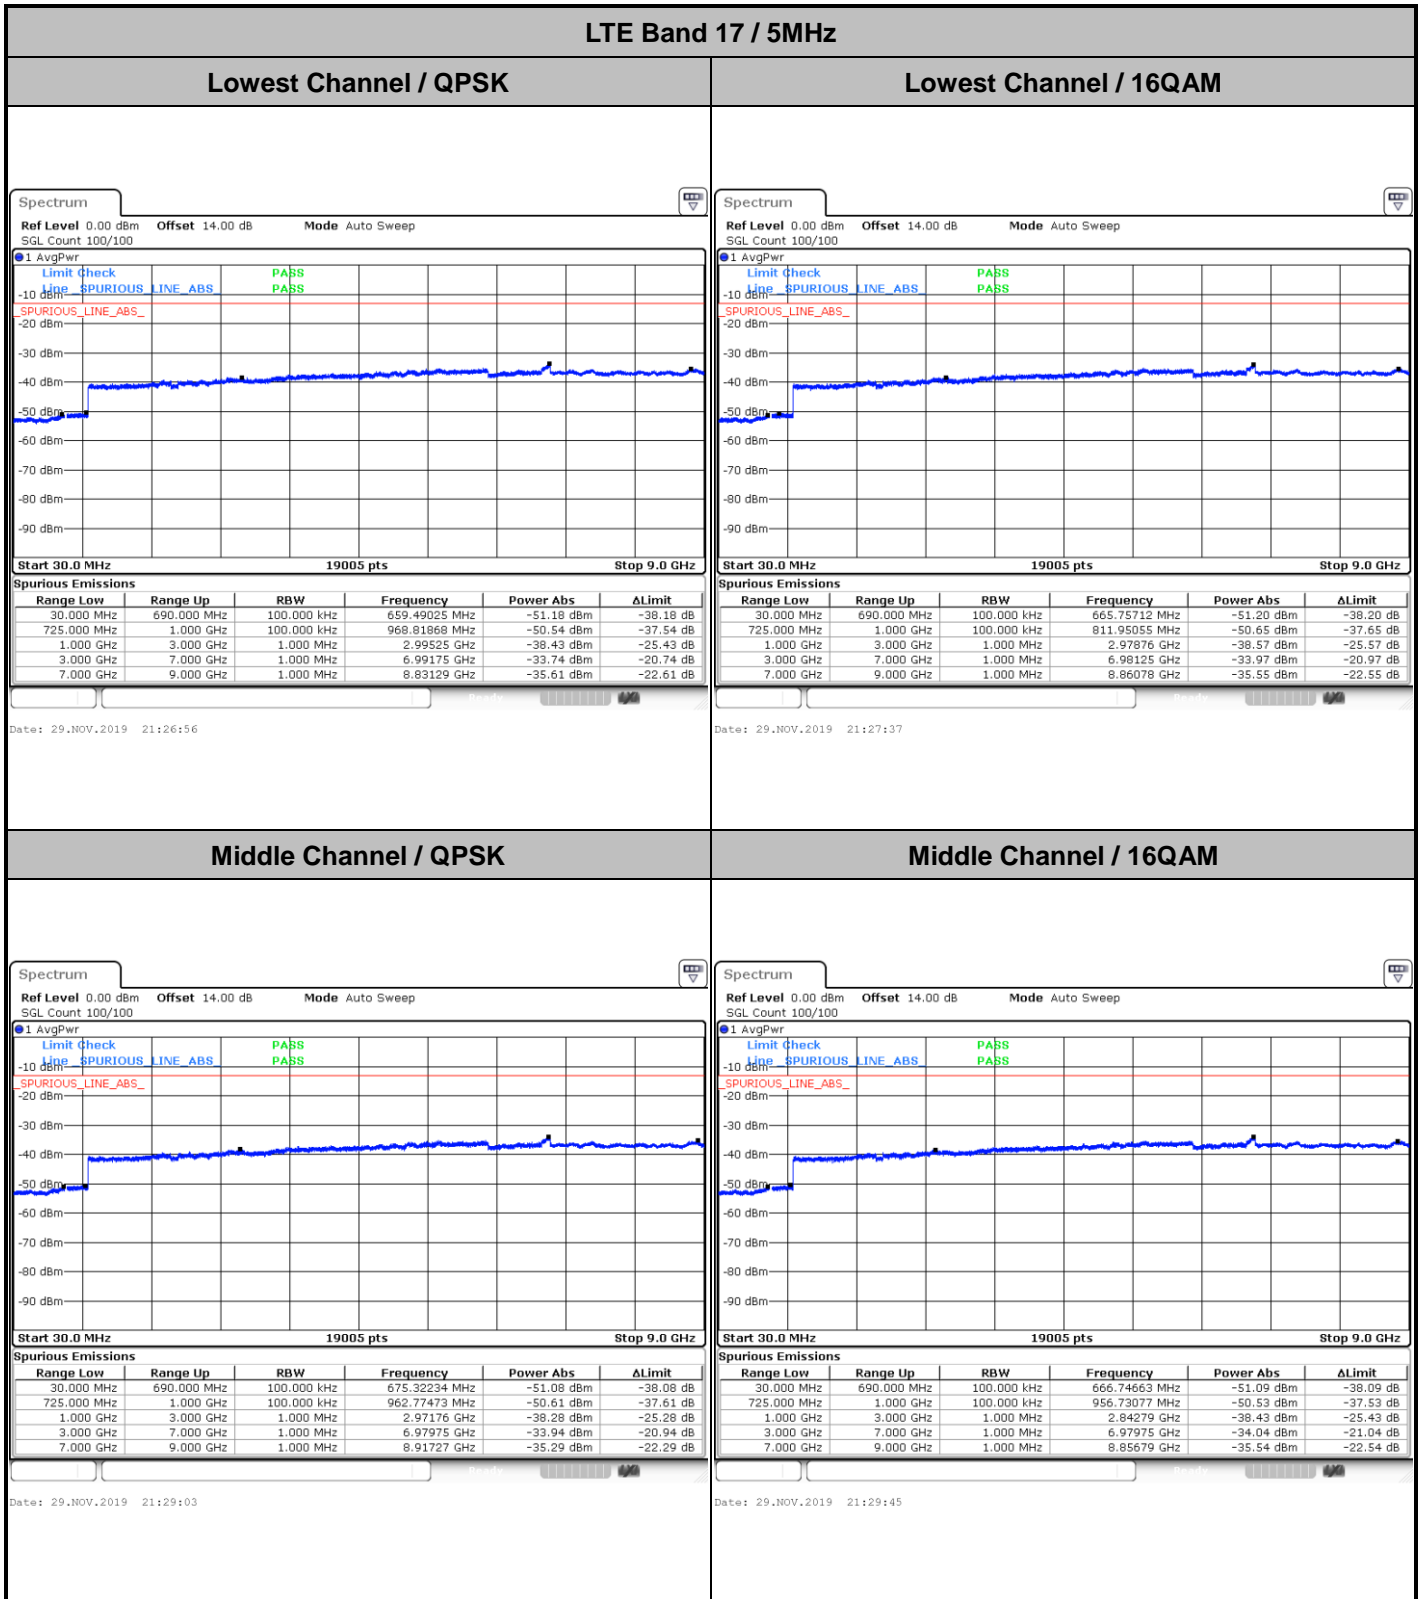 LTE Band 17 / 5MHz
Lowest Channel / QPSK
Lowest Channel / 16QAM
Spectrum
Ref Level 0.00 dBm Offset 14.00 dB Mode Auto Sweep
SGL Count 100/100
1 AvgPwr
Limit Check PASS
Line _SPURIOUS_LINE_ABS_ PASS
-10 dBm
_SPURIOUS_LINE_ABS_
-20 dBm
-30 dBm
-40 dBm
-50 dBm
-60 dBm
-70 dBm
-80 dBm
-90 dBm
Start 30.0 MHz 19005 pts Stop 9.0 GHz
Spurious Emissions
Range Low Range Up RBW Frequency Power Abs ΔLimit
30.000 MHz 690.000 MHz 100.000 kHz 659.49025 MHz -51.18 dBm -38.18 dB
725.000 MHz 1.000 GHz 100.000 kHz 968.81868 MHz -50.54 dBm -37.54 dB
1.000 GHz 3.000 GHz 1.000 MHz 2.99525 GHz -38.43 dBm -25.43 dB
3.000 GHz 7.000 GHz 1.000 MHz 6.99175 GHz -33.74 dBm -20.74 dB
7.000 GHz 9.000 GHz 1.000 MHz 8.83129 GHz -35.61 dBm -22.61 dB
Ready
Date: 29.NOV.2019 21:26:56
Spectrum
Ref Level 0.00 dBm Offset 14.00 dB Mode Auto Sweep
SGL Count 100/100
1 AvgPwr
Limit Check PASS
Line _SPURIOUS_LINE_ABS_ PASS
-10 dBm
_SPURIOUS_LINE_ABS_
-20 dBm
-30 dBm
-40 dBm
-50 dBm
-60 dBm
-70 dBm
-80 dBm
-90 dBm
Start 30.0 MHz 19005 pts Stop 9.0 GHz
Spurious Emissions
Range Low Range Up RBW Frequency Power Abs ΔLimit
30.000 MHz 690.000 MHz 100.000 kHz 665.75712 MHz -51.20 dBm -38.20 dB
725.000 MHz 1.000 GHz 100.000 kHz 811.95055 MHz -50.65 dBm -37.65 dB
1.000 GHz 3.000 GHz 1.000 MHz 2.97876 GHz -38.57 dBm -25.57 dB
3.000 GHz 7.000 GHz 1.000 MHz 6.98125 GHz -33.97 dBm -20.97 dB
7.000 GHz 9.000 GHz 1.000 MHz 8.86078 GHz -35.55 dBm -22.55 dB
Ready
Date: 29.NOV.2019 21:27:37
Middle Channel / QPSK
Middle Channel / 16QAM
Spectrum
Ref Level 0.00 dBm Offset 14.00 dB Mode Auto Sweep
SGL Count 100/100
1 AvgPwr
Limit Check PASS
Line _SPURIOUS_LINE_ABS_ PASS
-10 dBm
_SPURIOUS_LINE_ABS_
-20 dBm
-30 dBm
-40 dBm
-50 dBm
-60 dBm
-70 dBm
-80 dBm
-90 dBm
Start 30.0 MHz 19005 pts Stop 9.0 GHz
Spurious Emissions
Range Low Range Up RBW Frequency Power Abs ΔLimit
30.000 MHz 690.000 MHz 100.000 kHz 675.32234 MHz -51.08 dBm -38.08 dB
725.000 MHz 1.000 GHz 100.000 kHz 962.77473 MHz -50.61 dBm -37.61 dB
1.000 GHz 3.000 GHz 1.000 MHz 2.97176 GHz -38.28 dBm -25.28 dB
3.000 GHz 7.000 GHz 1.000 MHz 6.97975 GHz -33.94 dBm -20.94 dB
7.000 GHz 9.000 GHz 1.000 MHz 8.91727 GHz -35.29 dBm -22.29 dB
Ready
Date: 29.NOV.2019 21:29:03
Spectrum
Ref Level 0.00 dBm Offset 14.00 dB Mode Auto Sweep
SGL Count 100/100
1 AvgPwr
Limit Check PASS
Line _SPURIOUS_LINE_ABS_ PASS
-10 dBm
_SPURIOUS_LINE_ABS_
-20 dBm
-30 dBm
-40 dBm
-50 dBm
-60 dBm
-70 dBm
-80 dBm
-90 dBm
Start 30.0 MHz 19005 pts Stop 9.0 GHz
Spurious Emissions
Range Low Range Up RBW Frequency Power Abs ΔLimit
30.000 MHz 690.000 MHz 100.000 kHz 666.74663 MHz -51.09 dBm -38.09 dB
725.000 MHz 1.000 GHz 100.000 kHz 956.73077 MHz -50.53 dBm -37.53 dB
1.000 GHz 3.000 GHz 1.000 MHz 2.84279 GHz -38.43 dBm -25.43 dB
3.000 GHz 7.000 GHz 1.000 MHz 6.97975 GHz -34.04 dBm -21.04 dB
7.000 GHz 9.000 GHz 1.000 MHz 8.85679 GHz -35.54 dBm -22.54 dB
Ready
Date: 29.NOV.2019 21:29:45